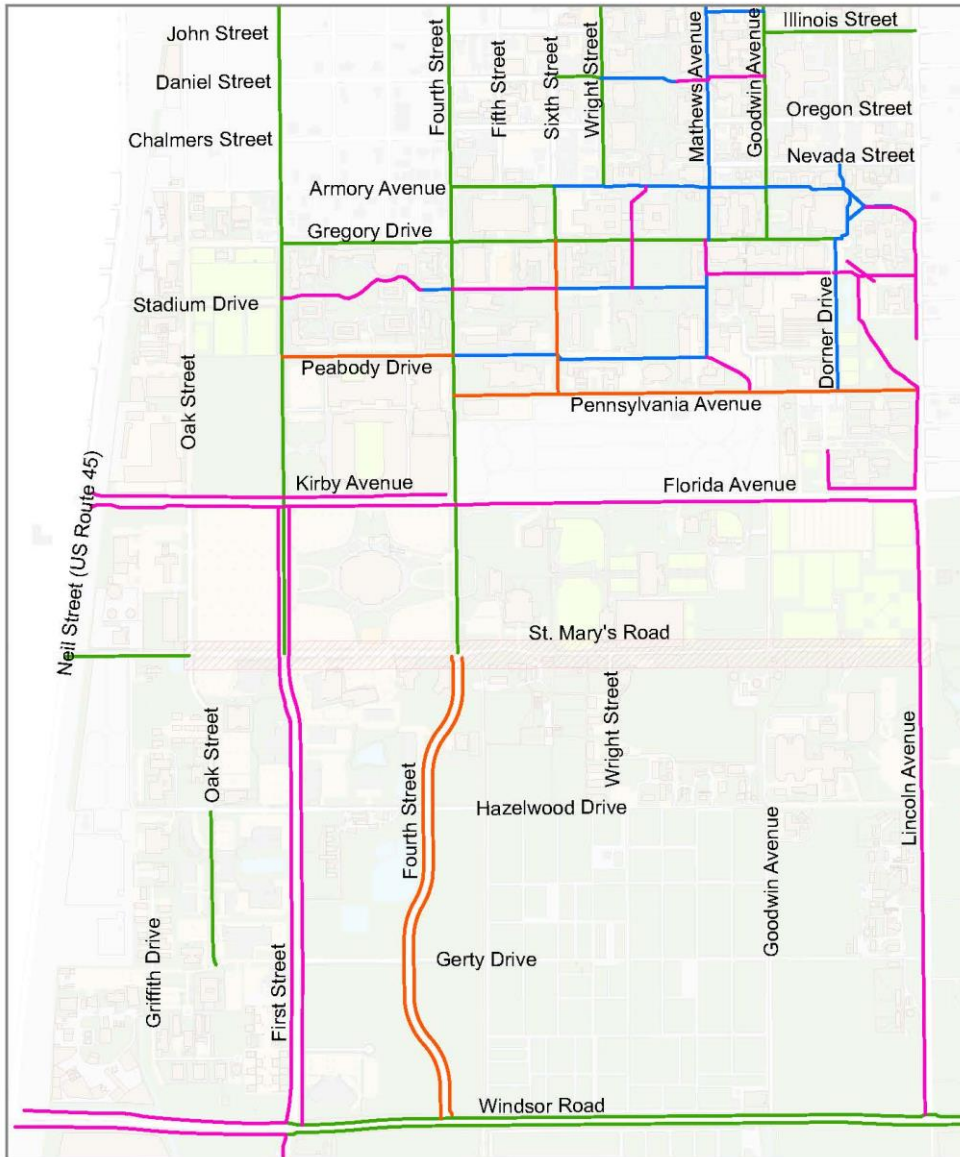 Illinois Street
John Street
Daniel Street
Chalmers Street
Fourth Street
Fifth Street
Sixth Street
Wright Street
Mathews Avenue
Goodwin Avenue
Oregon Street
Nevada Street
Armory Avenue
Gregory Drive
Stadium Drive
Peabody Drive
Dorner Drive
Oak Street
Pennsylvania Avenue
Kirby Avenue
Florida Avenue
Neil Street (US Route 45)
St. Mary's Road
Oak Street
Wright Street
Fourth Street
Hazelwood Drive
Lincoln Avenue
Goodwin Avenue
Griffith Drive
First Street
Gerty Drive
Windsor Road